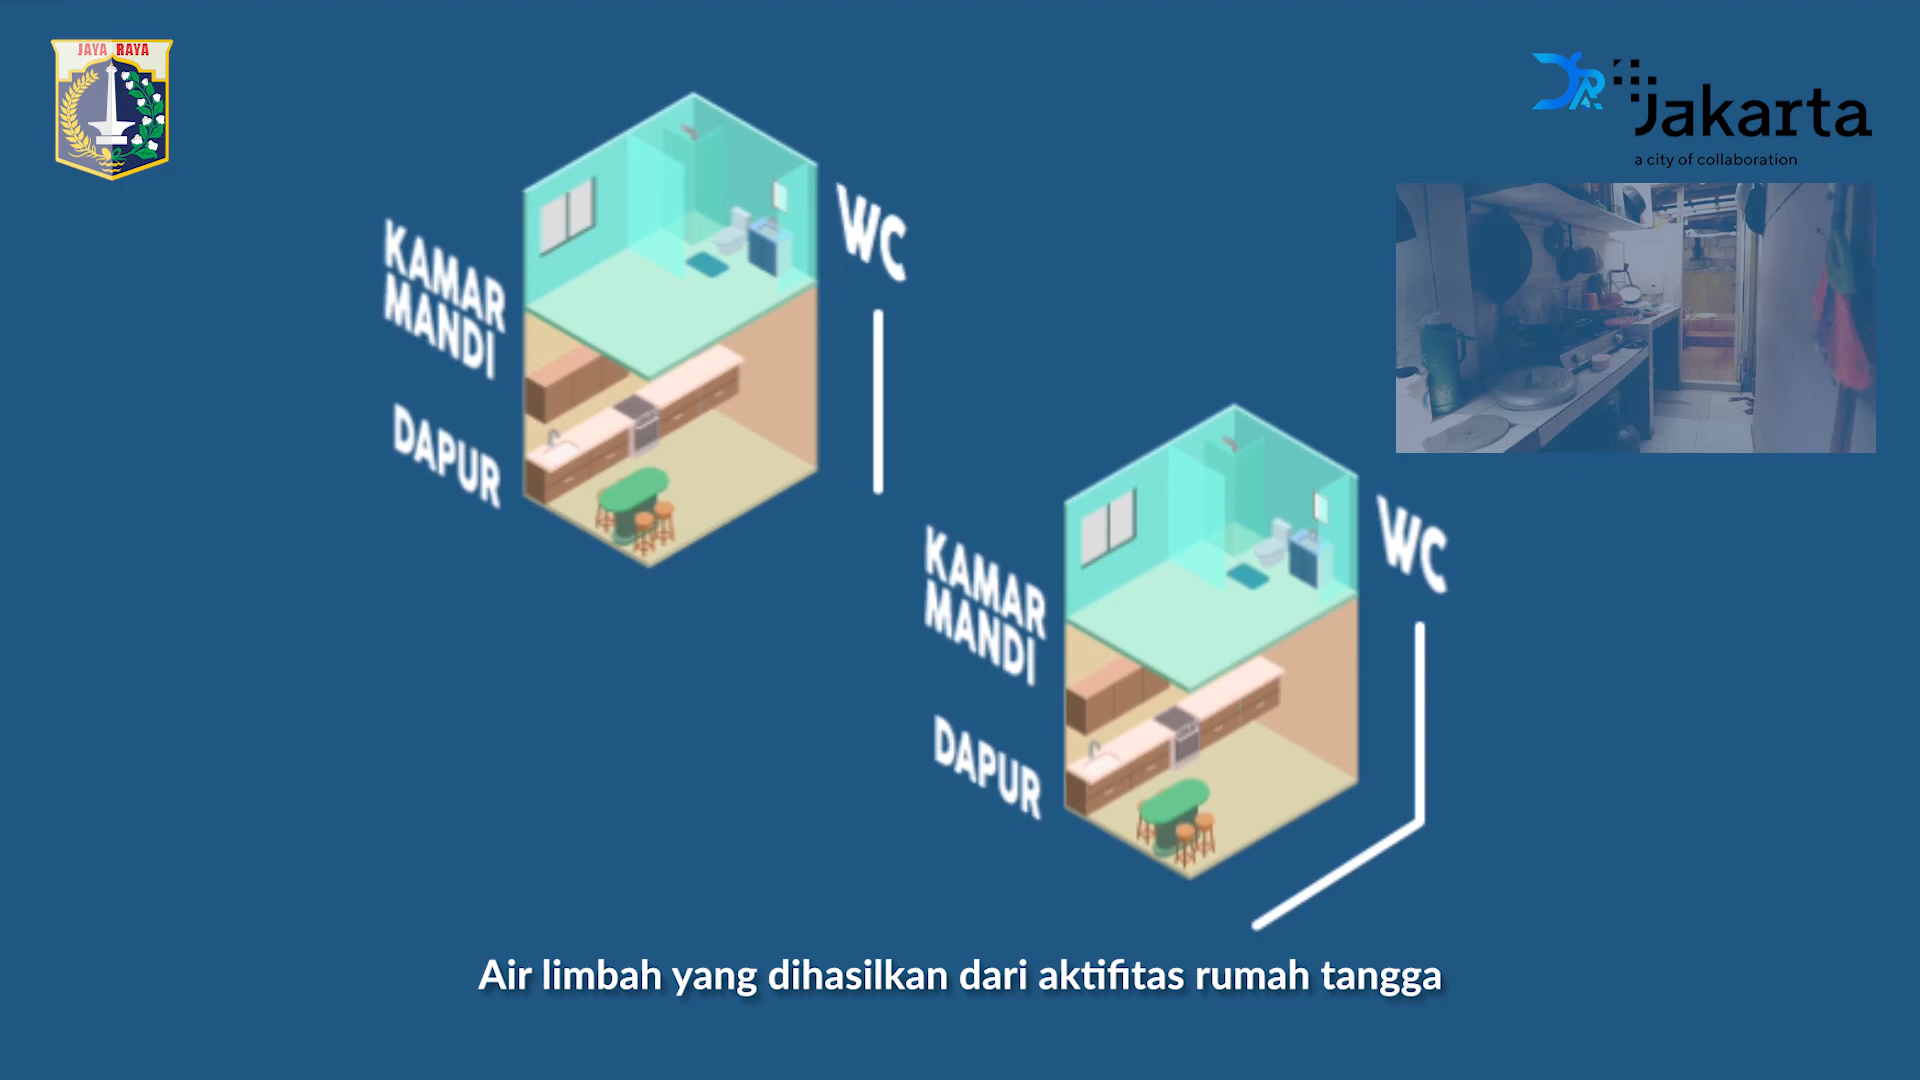 JAYA RAYA
Jakarta
a city of collaboration
KAMAR
MANDI
WC
DAPUR
KAMAR
MANDI
WC
DAPUR
Air limbah yang dihasilkan dari aktifitas rumah tangga